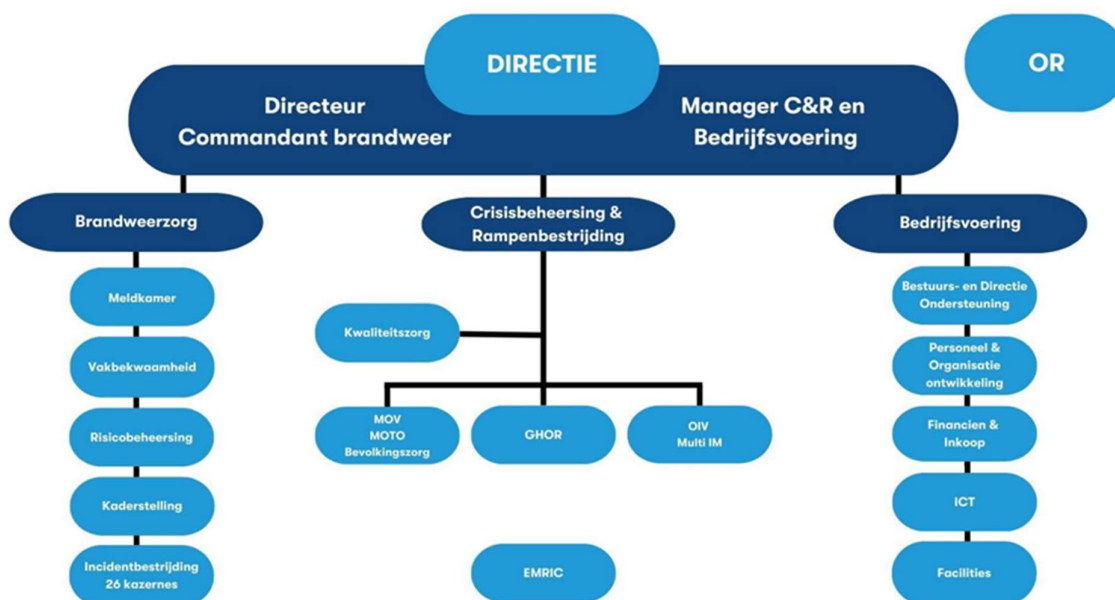 DIRECTIE
OR
Directeur
Commandant brandweer
Manager C&R en
Bedrijfsvoering
Brandweerzorg
Crisisbeheersing &
Rampenbestrijding
Bedrijfsvoering
Meldkamer
Vakbekwaamheid
Risicobeheersing
Kaderstelling
Incidentbestrijding
26 kazernes
Kwaliteitszorg
MOV
MOTO
Bevolkingszorg
GHOR
OIV
Multi IM
EMRIC
Bestuurs- en Directie
Ondersteuning
Personeel &
Organisatie
ontwikkeling
Financien &
Inkoop
ICT
Facilities